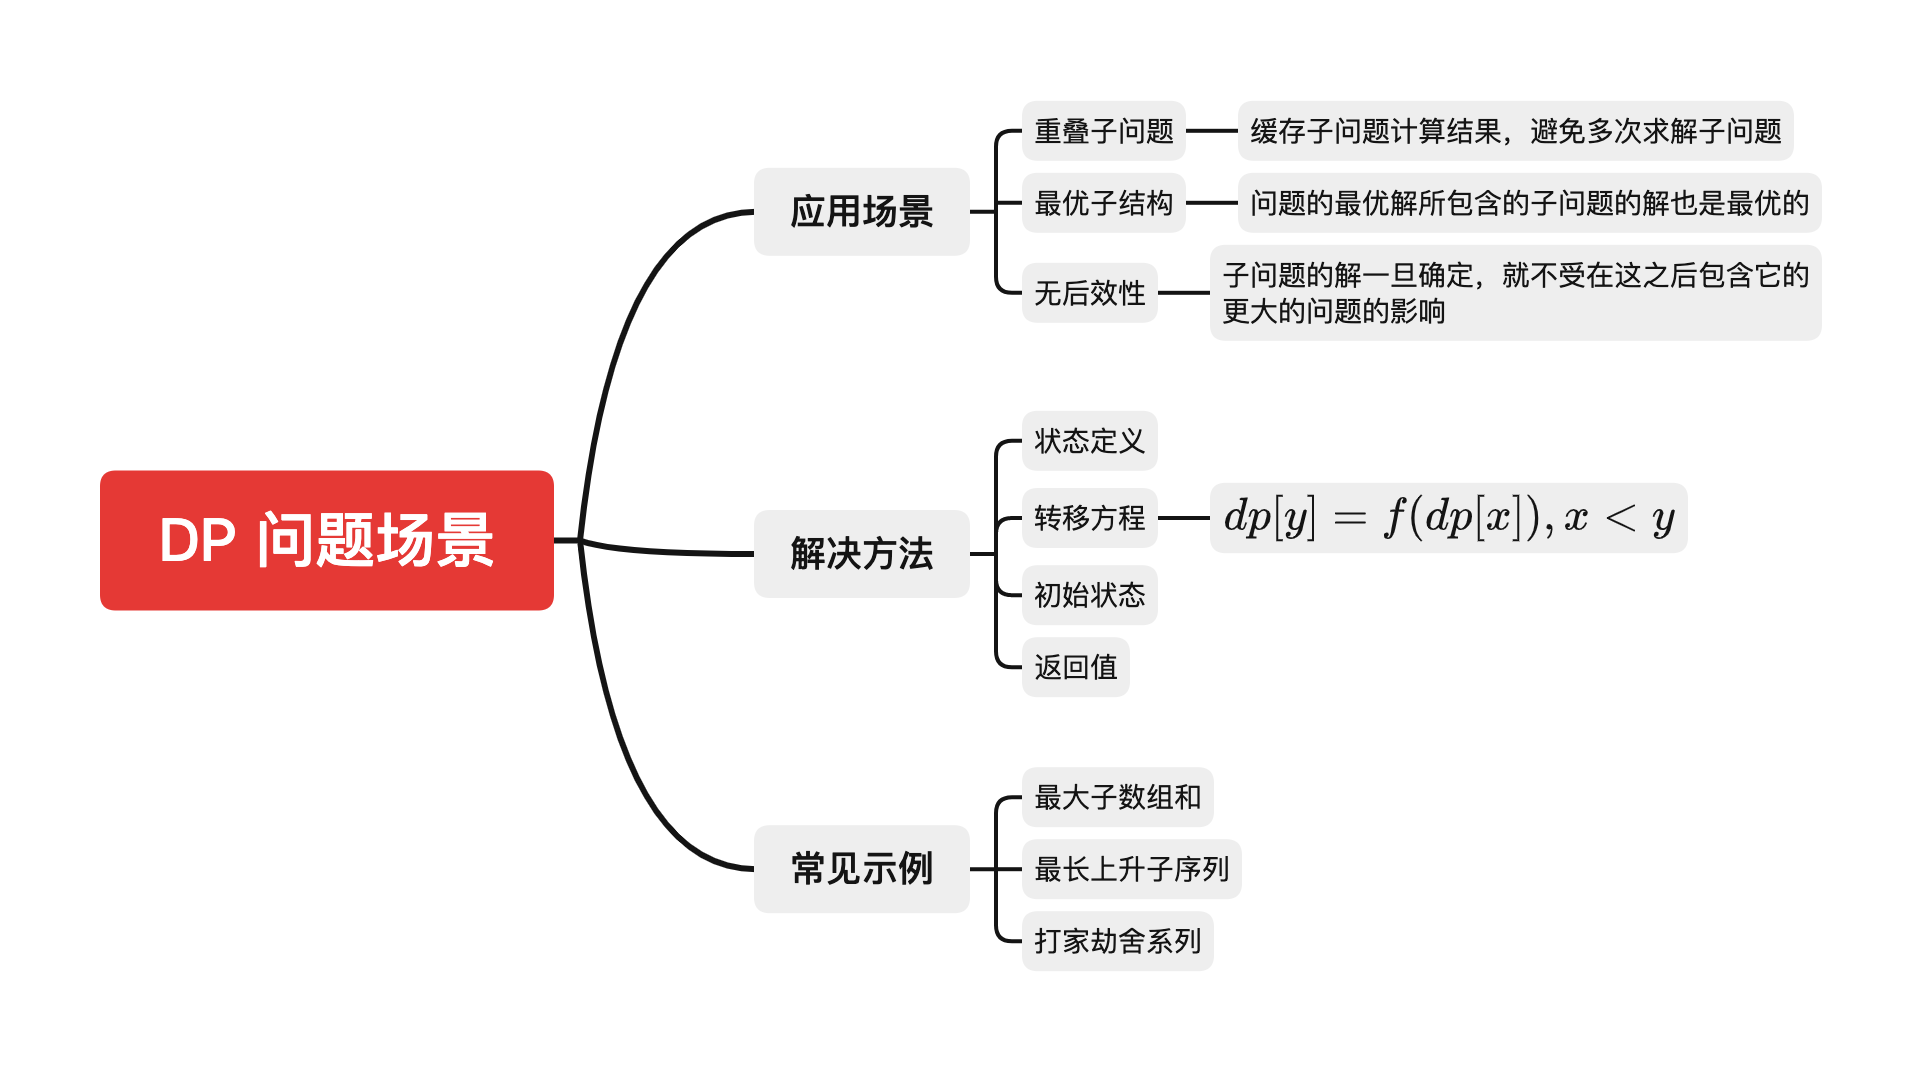 DP 问题场景
应用场景
重叠子问题
缓存子问题计算结果，避免多次求解子问题
最优子结构
问题的最优解所包含的子问题的解也是最优的
无后效性
子问题的解一旦确定，就不受在这之后包含它的
更大的问题的影响
解决方法
状态定义
转移方程
dp[y] = f(dp[x]), x < y
初始状态
返回值
常见示例
最大子数组和
最长上升子序列
打家劫舍系列